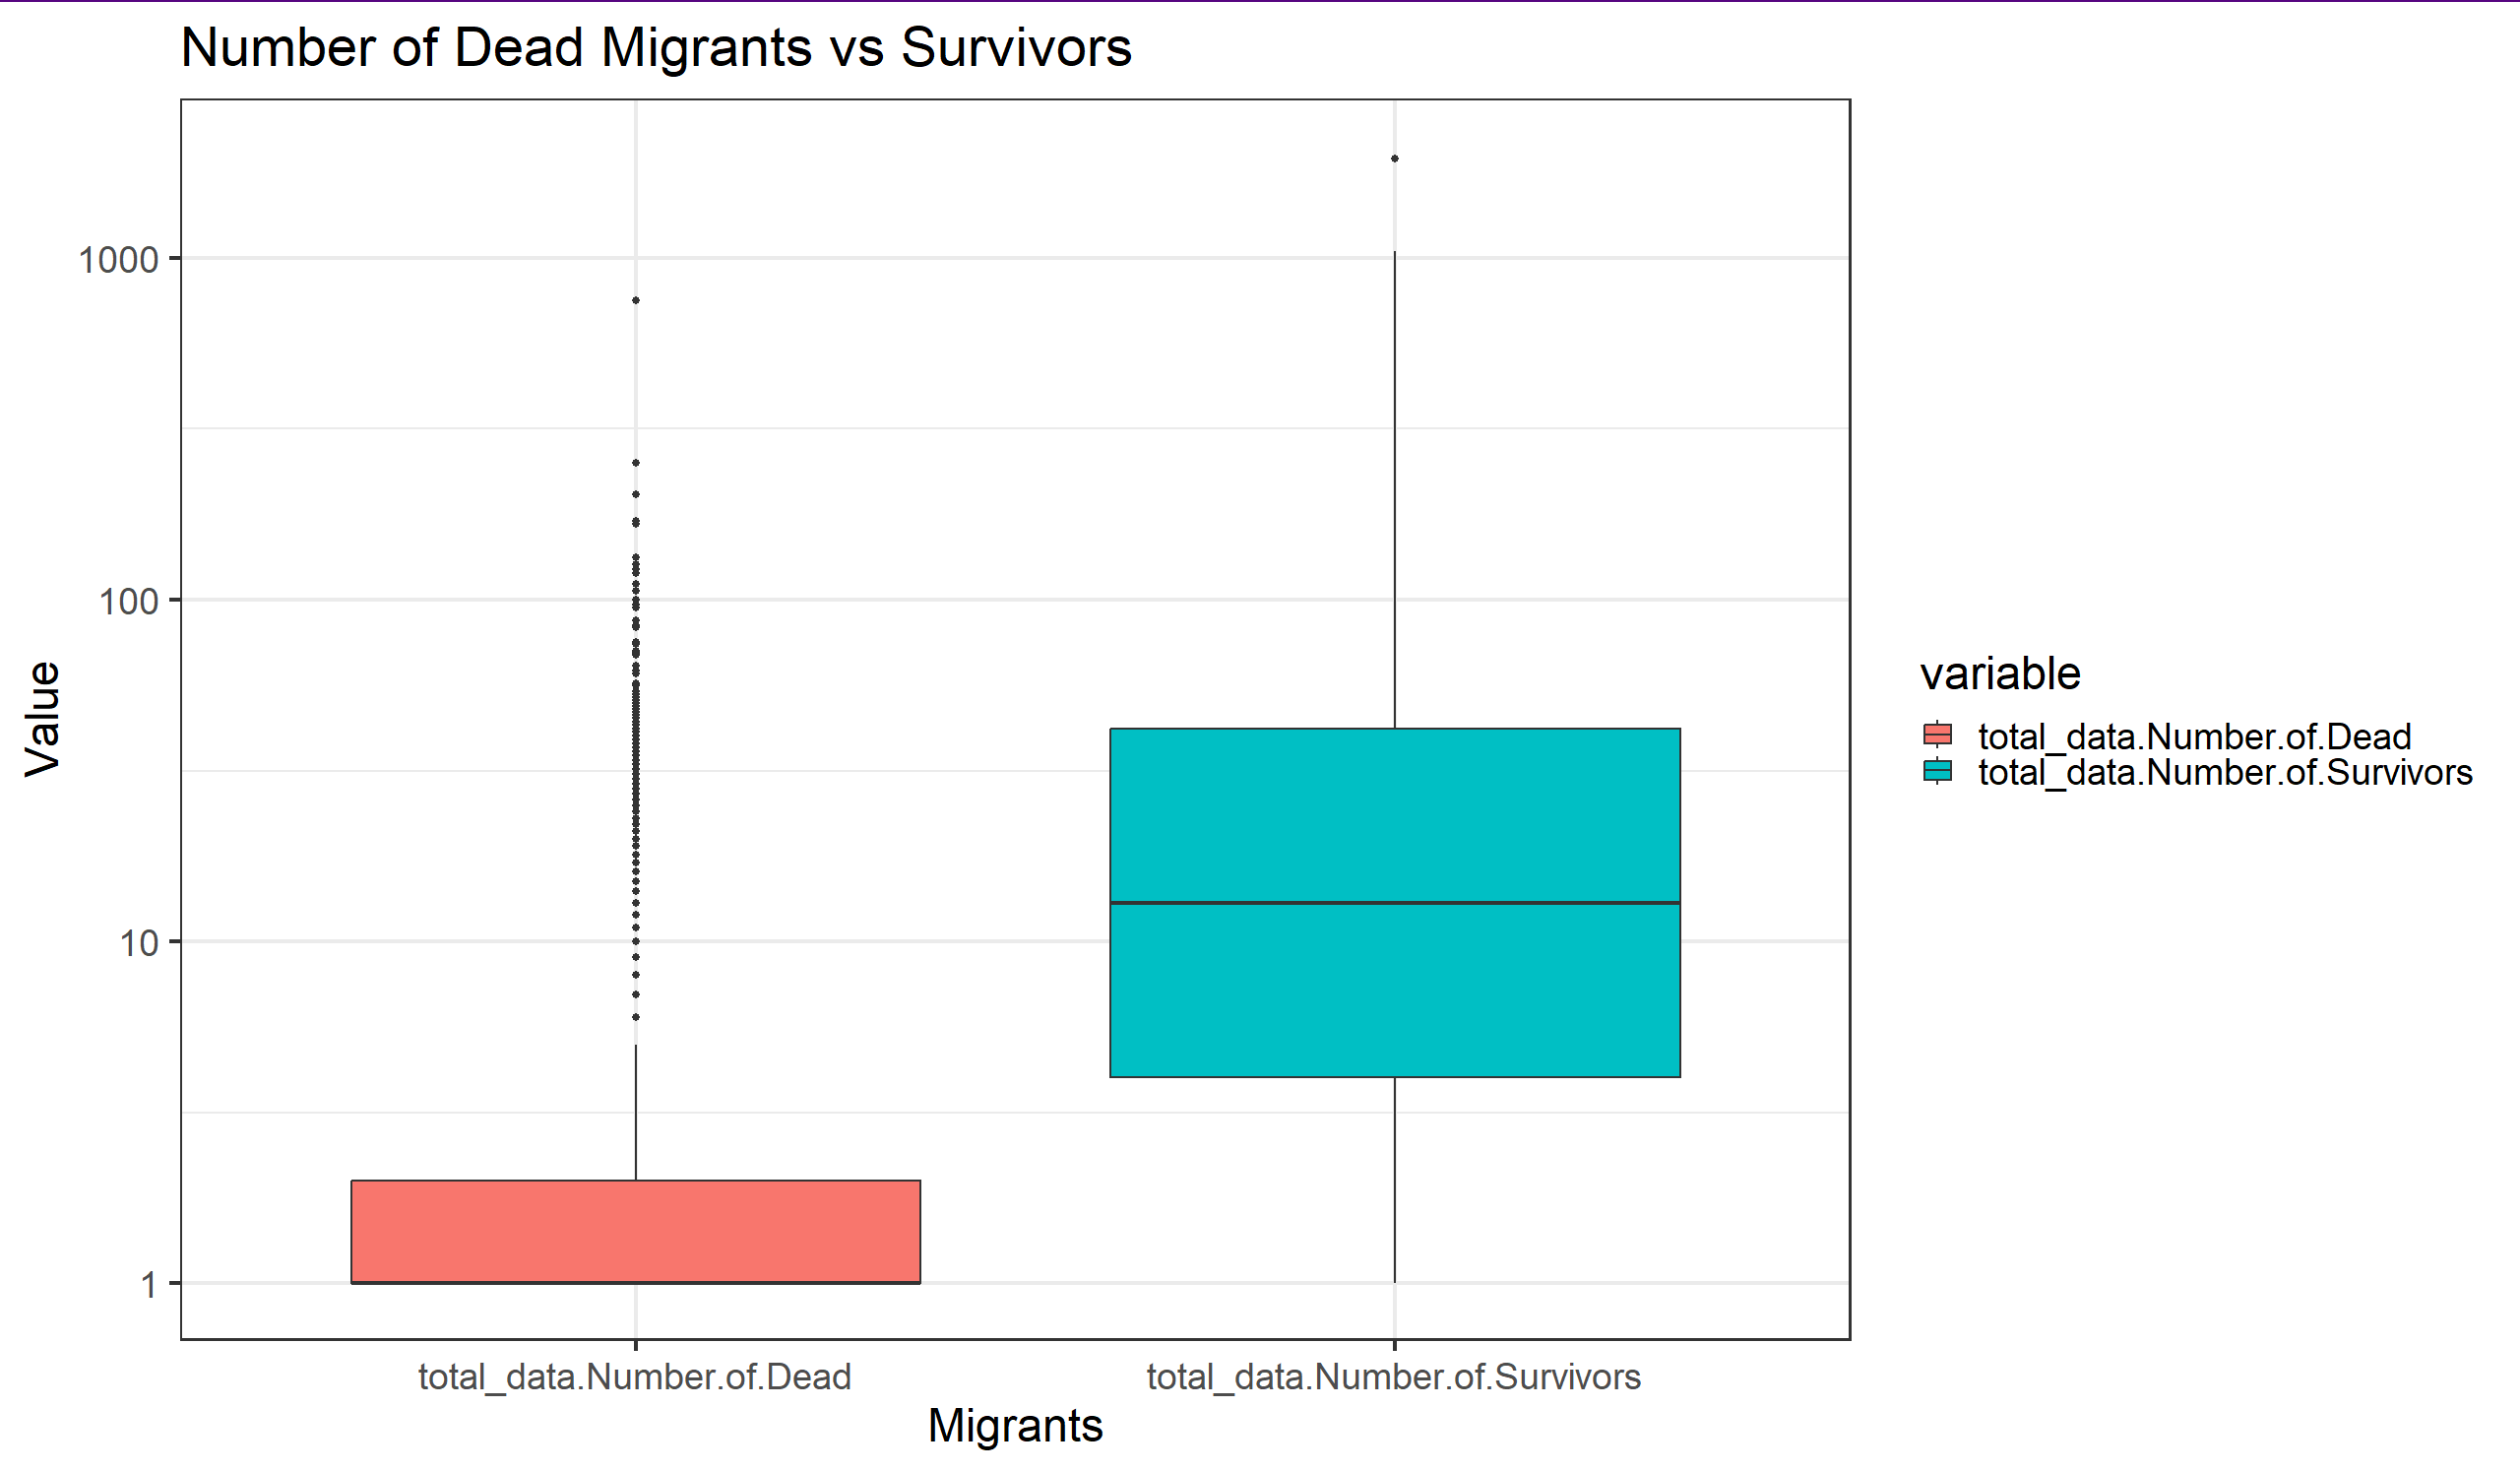 Number of Dead Migrants vs Survivors
1000
100
10
1
Value
total_data.Number.of.Dead
total_data.Number.of.Survivors
Migrants
variable
total_data.Number.of.Dead
total_data.Number.of.Survivors